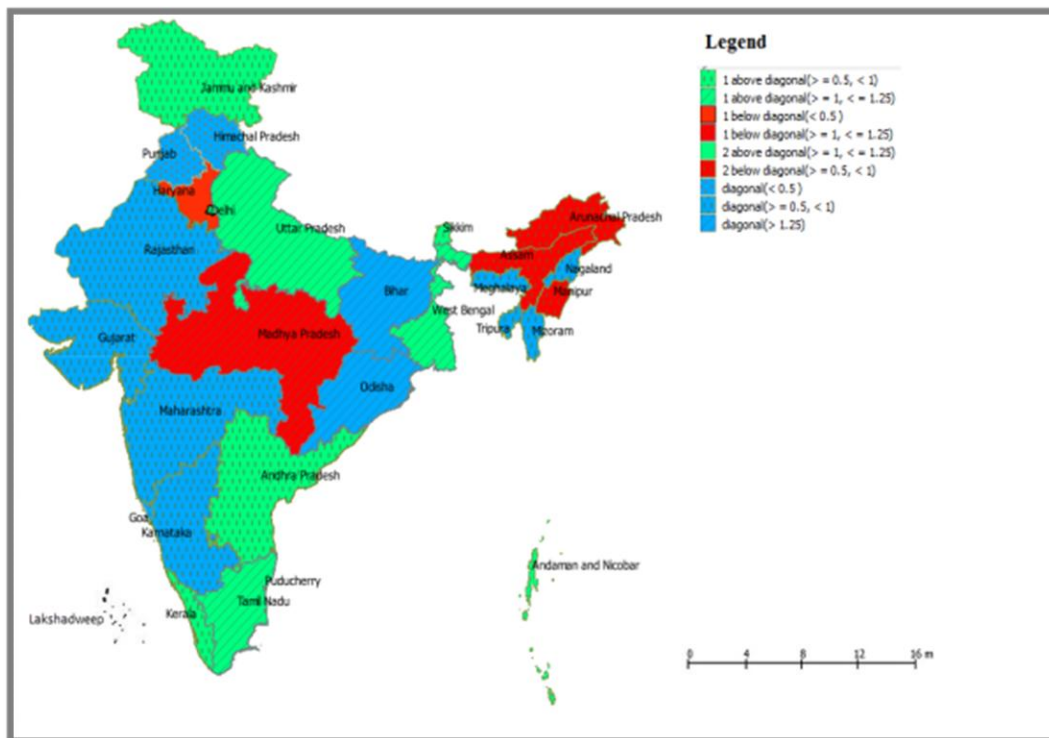 Legend
1 above diagonal(> = 0.5, < 1)
1 above diagonal(> = 1, < = 1.25)
1 below diagonal(< 0.5)
1 below diagonal(> = 1, < = 1.25)
2 above diagonal(> = 1, < = 1.25)
2 below diagonal(> = 0.5, < 1)
diagonal(< 0.5)
diagonal(> = 0.5, < 1)
diagonal(> 1.25)
Jammu and Kashmir
Himachal Pradesh
Punjab
Haryana
Delhi
Uttar Pradesh
Sikkim
Arunachal Pradesh
Rajasthan
Assam
Nagaland
Bihar
Meghalaya
Manipur
West Bengal
Gujarat
Madhya Pradesh
Tripura
Mizoram
Odisha
Maharashtra
Andhra Pradesh
Goa
Karnataka
Andaman and Nicobar
Puducherry
Tamil Nadu
Kerala
Lakshadweep
0 4 8 12 16 m